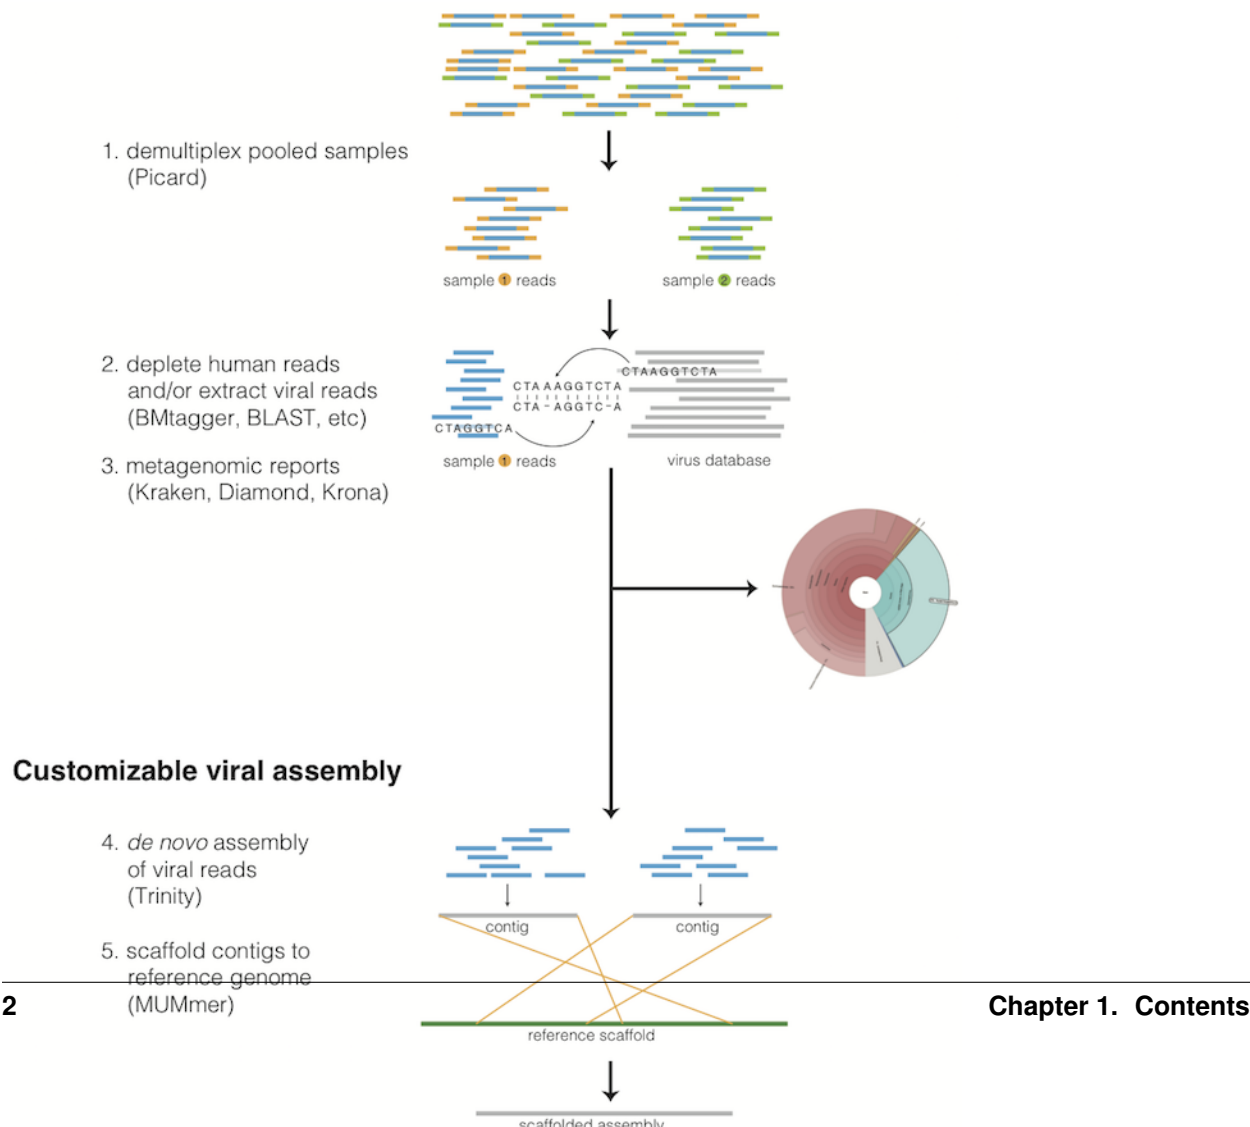 1. demultiplex pooled samples
(Picard)
sample 1 reads
sample 2 reads
2. deplete human reads
and/or extract viral reads
(BMtagger, BLAST, etc)
CTAAGGTCTA
CTAAAGGTCTA
CTA-AGGTC-A
CTAGGTCA
sample 1 reads
virus database
3. metagenomic reports
(Kraken, Diamond, Krona)
Customizable viral assembly
4. de novo assembly
of viral reads
(Trinity)
contig
contig
5. scaffold contigs to
reference genome
(MUMmer)
2
Chapter 1. Contents
reference scaffold
scaffolded assembly